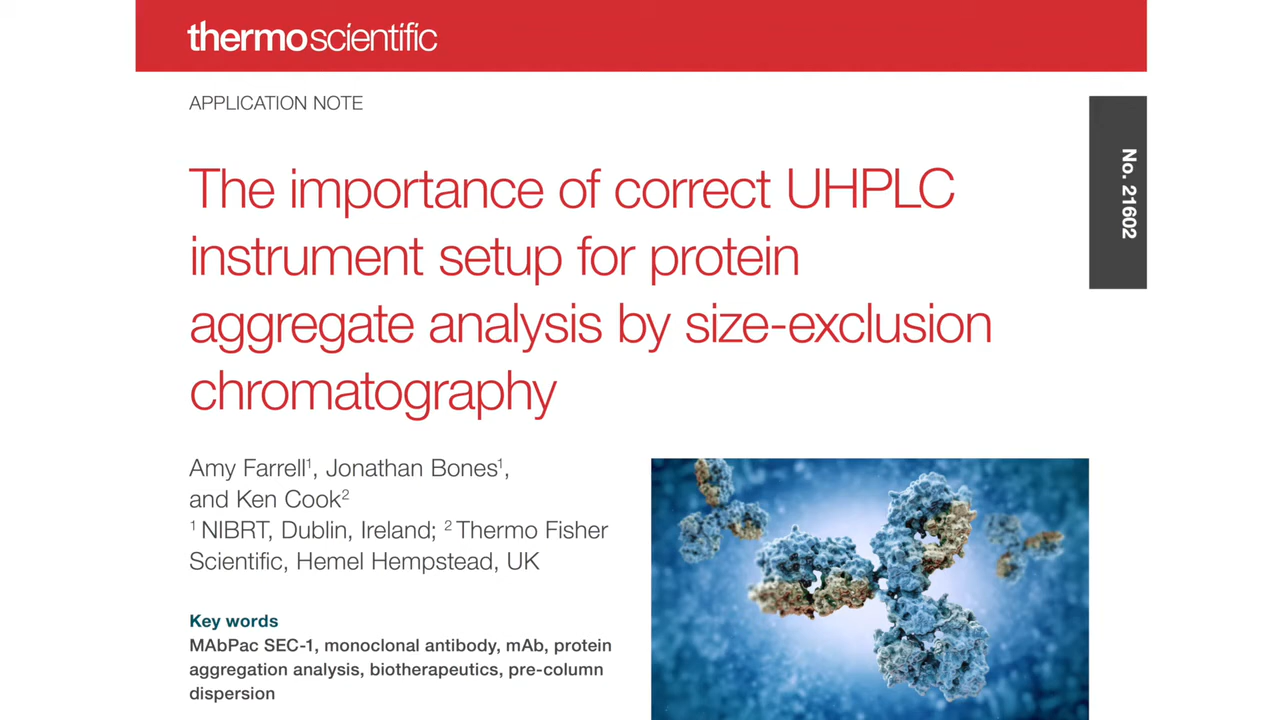 thermoscientific
APPLICATION NOTE
No. 21602
The importance of correct UHPLC
instrument setup for protein
aggregate analysis by size-exclusion
chromatography
Amy Farrell¹, Jonathan Bones¹,
and Ken Cook²
¹ NIBRT, Dublin, Ireland; ² Thermo Fisher
Scientific, Hemel Hempstead, UK
Key words
MAbPac SEC-1, monoclonal antibody, mAb, protein
aggregation analysis, biotherapeutics, pre-column
dispersion